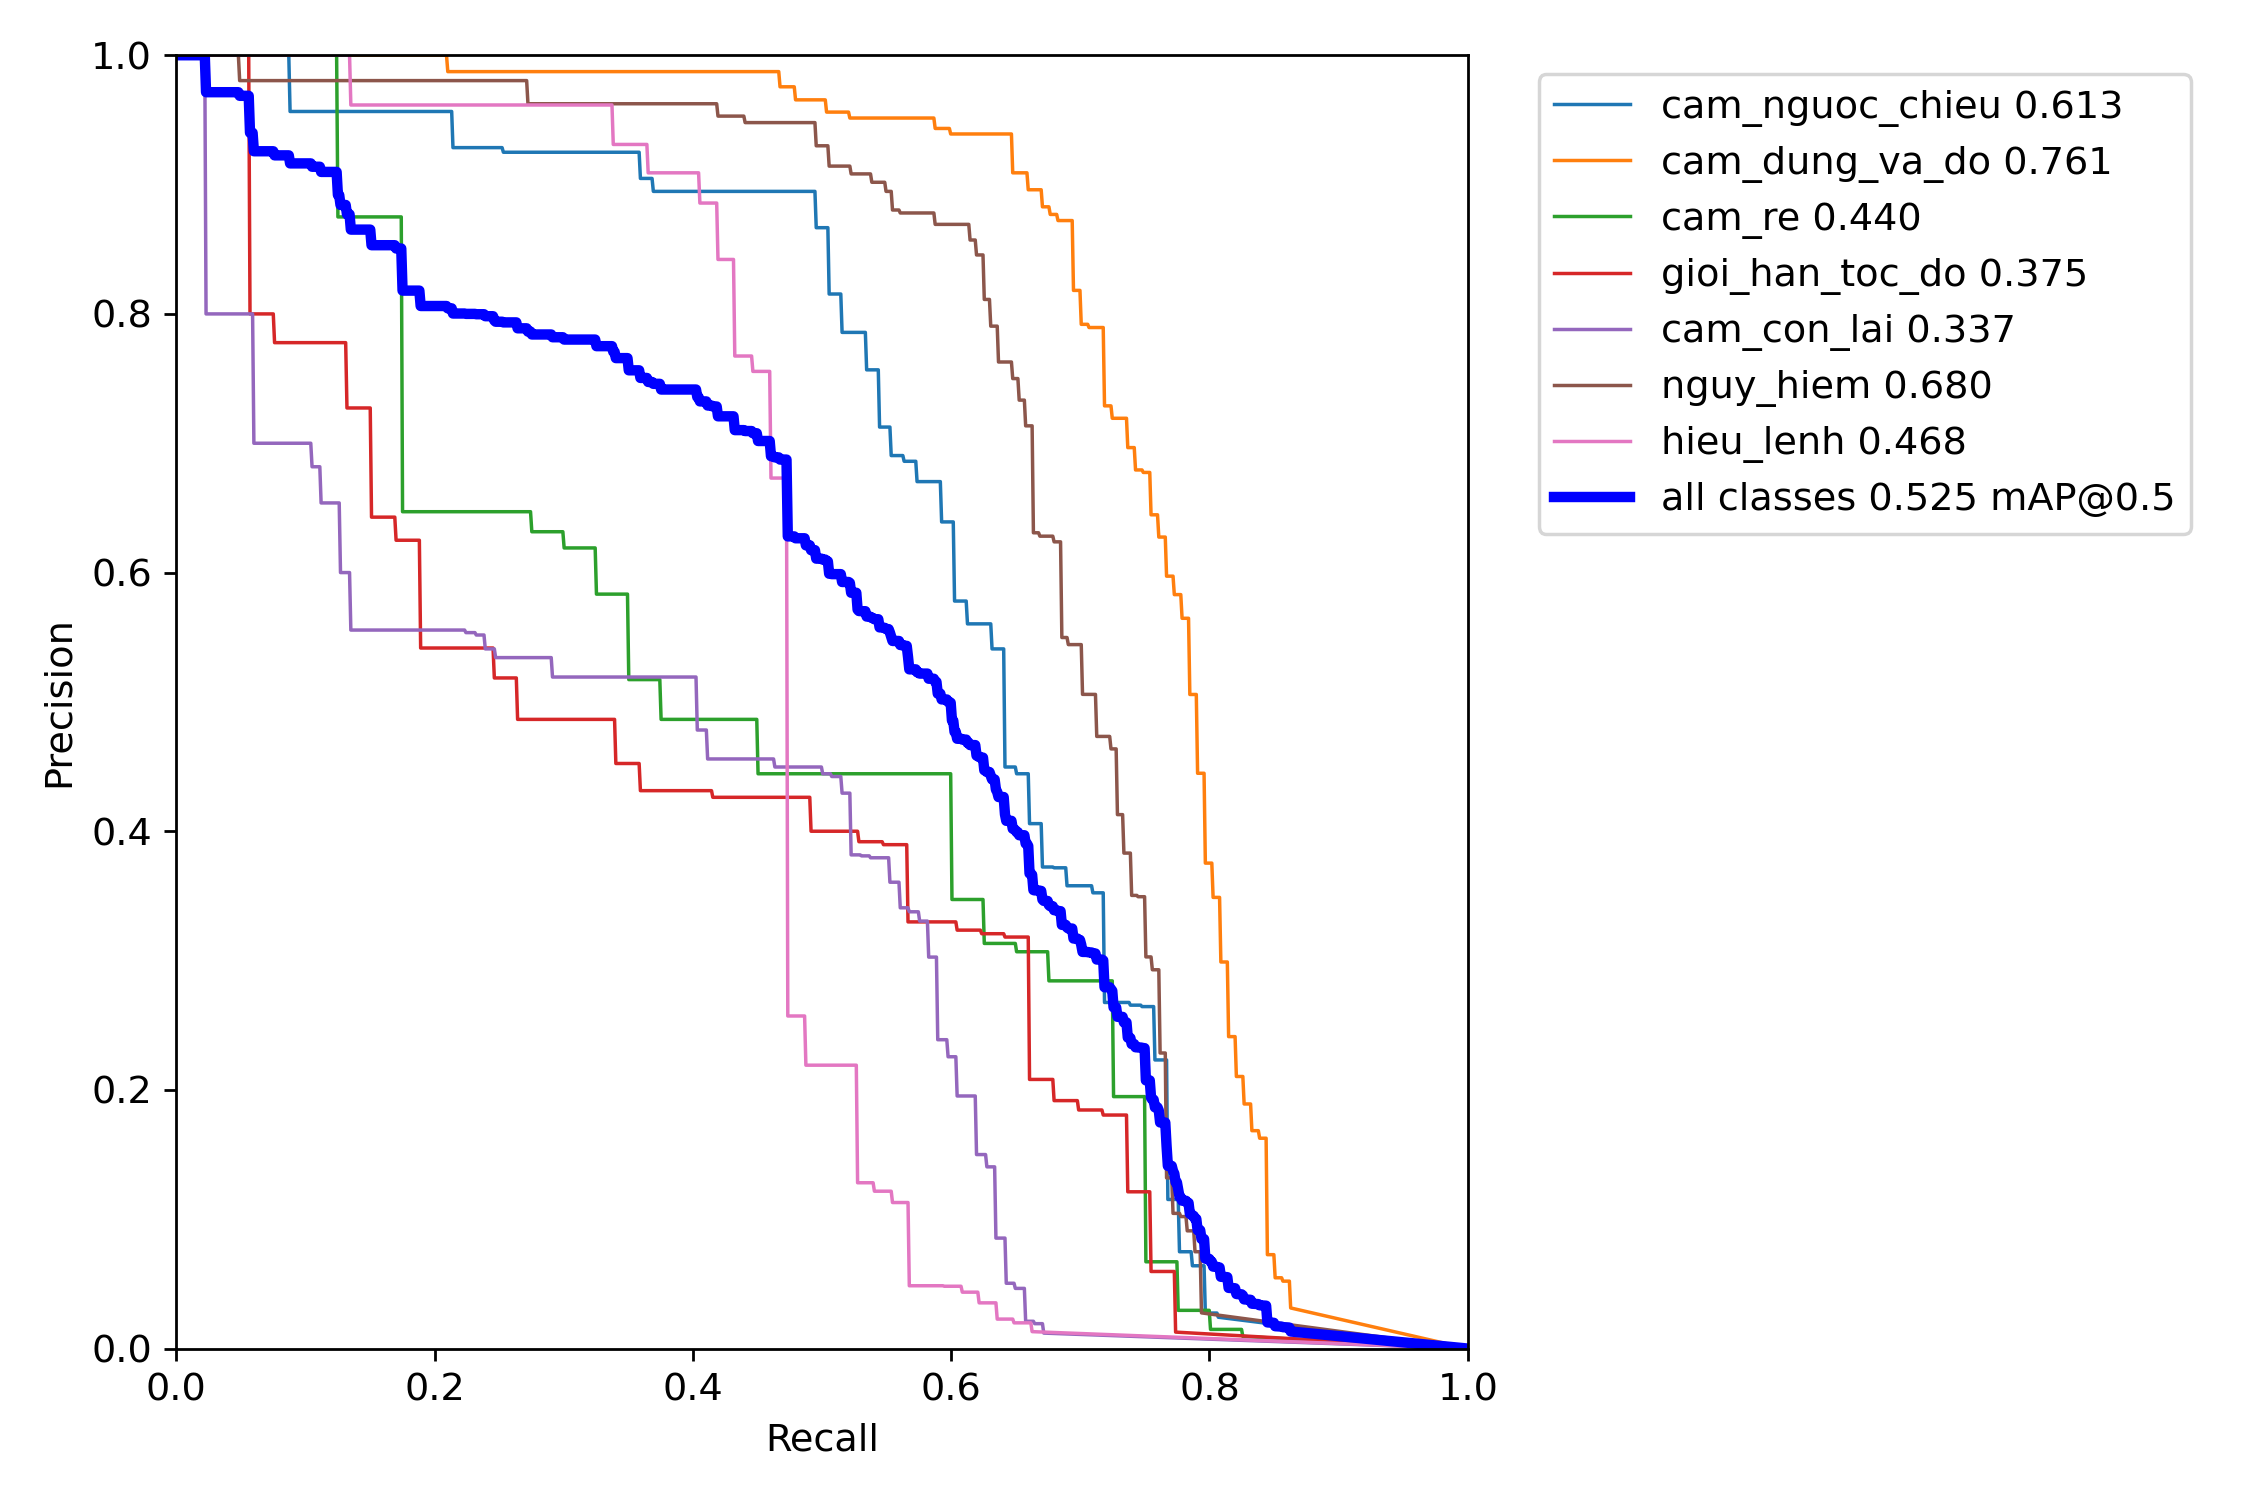 1.0
0.8
0.6
0.4
0.2
0.0
Precision
0.0 0.2 0.4 0.6 0.8 1.0
Recall
cam_nguoc_chieu 0.613
cam_dung_va_do 0.761
cam_re 0.440
gioi_han_toc_do 0.375
cam_con_lai 0.337
nguy_hiem 0.680
hieu_lenh 0.468
all classes 0.525 mAP@0.5